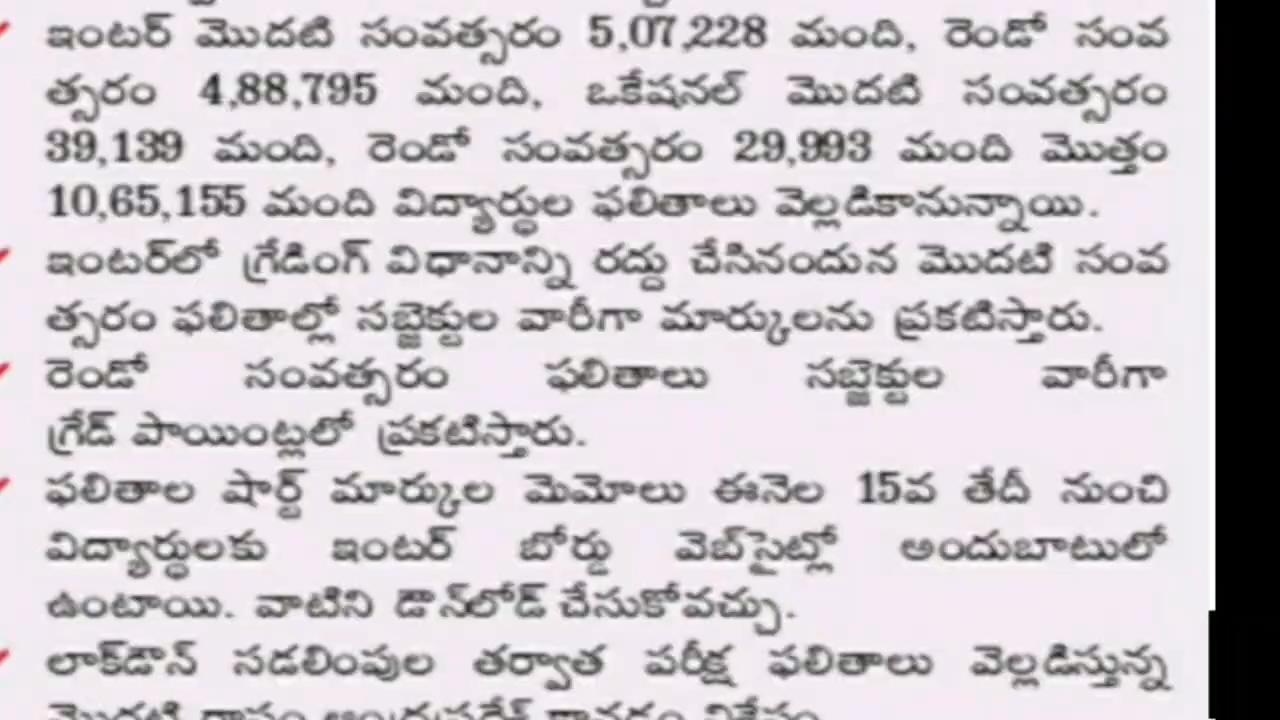 ఇంటర్ మొదటి సంవత్సరం 5,07,228 మంది, రెండో సంవ
త్సరం 4,88,795 మంది, ఒకేషనల్ మొదటి సంవత్సరం
39,139 మంది, రెండో సంవత్సరం 29,993 మంది మొత్తం
10,65,155 మంది విద్యార్థుల ఫలితాలు వెల్లడికానున్నాయి.
ఇంటర్‌లో గ్రేడింగ్ విధానాన్ని రద్దు చేసినందున మొదటి సంవ
త్సరం ఫలితాల్లో సబ్జెక్టుల వారీగా మార్కులను ప్రకటిస్తారు.
రెండో సంవత్సరం ఫలితాలు సబ్జెక్టుల వారీగా
గ్రేడ్ పాయింట్లలో ప్రకటిస్తారు.
ఫలితాల షార్ట్ మార్కుల మెమోలు ఈనెల 15వ తేదీ నుంచి
విద్యార్థులకు ఇంటర్ బోర్డు వెబ్‌సైట్లో అందుబాటులో
ఉంటాయి. వాటిని డౌన్‌లోడ్ చేసుకోవచ్చు.
లాక్‌డౌన్ సడలింపుల తర్వాత పరీక్ష ఫలితాలు వెల్లడిస్తున్న